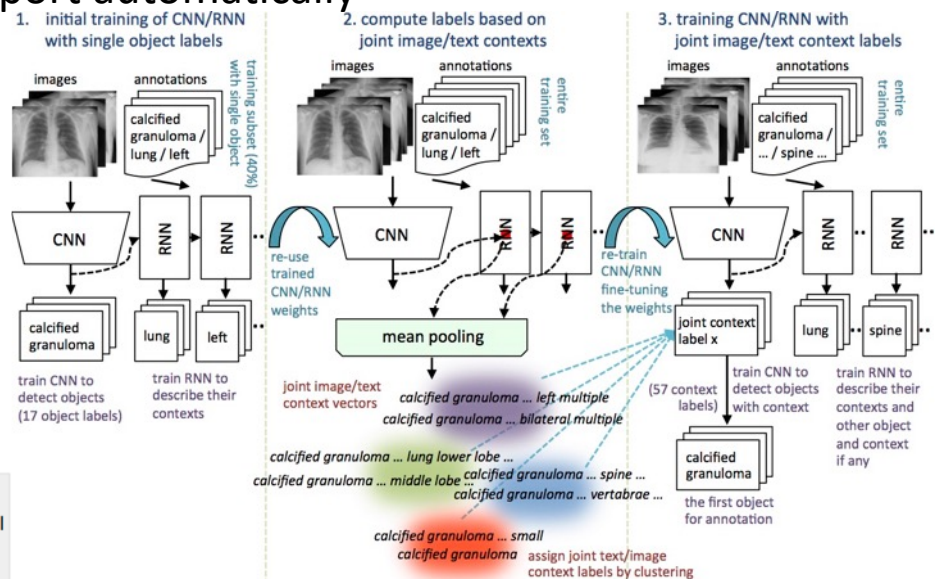 port automatically
1. initial training of CNN/RNN
with single object labels
images
annotations
training subset (40%)
with single object
calcified
granuloma /
lung / left
CNN
RNN
RNN
calcified
granuloma
lung
left
train CNN to
detect objects
(17 object labels)
train RNN to
describe their
contexts
re-use
trained
CNN/RNN
weights
2. compute labels based on
joint image/text contexts
images
annotations
entire
training set
calcified
granuloma /
lung / left
CNN
RNN
RNN
mean pooling
joint image/text
context vectors
calcified granuloma ... left multiple
calcified granuloma ... bilateral multiple
calcified granuloma ... lung lower lobe ...
calcified granuloma ... middle lobe ...
calcified granuloma ... spine ...
calcified granuloma ... vertabrae ...
calcified granuloma ... small
calcified granuloma
assign joint text/image
context labels by clustering
re-train
CNN/RNN
fine-tuning
the weights
3. training CNN/RNN with
joint image/text context labels
images
annotations
entire
training set
calcified
granuloma /
... / spine ...
CNN
RNN
RNN
joint context
label x
lung
spine
(57 context
labels)
train CNN to
detect objects
with context
train RNN to
describe their
contexts and
other object
and context
if any
calcified
granuloma
the first object
for annotation